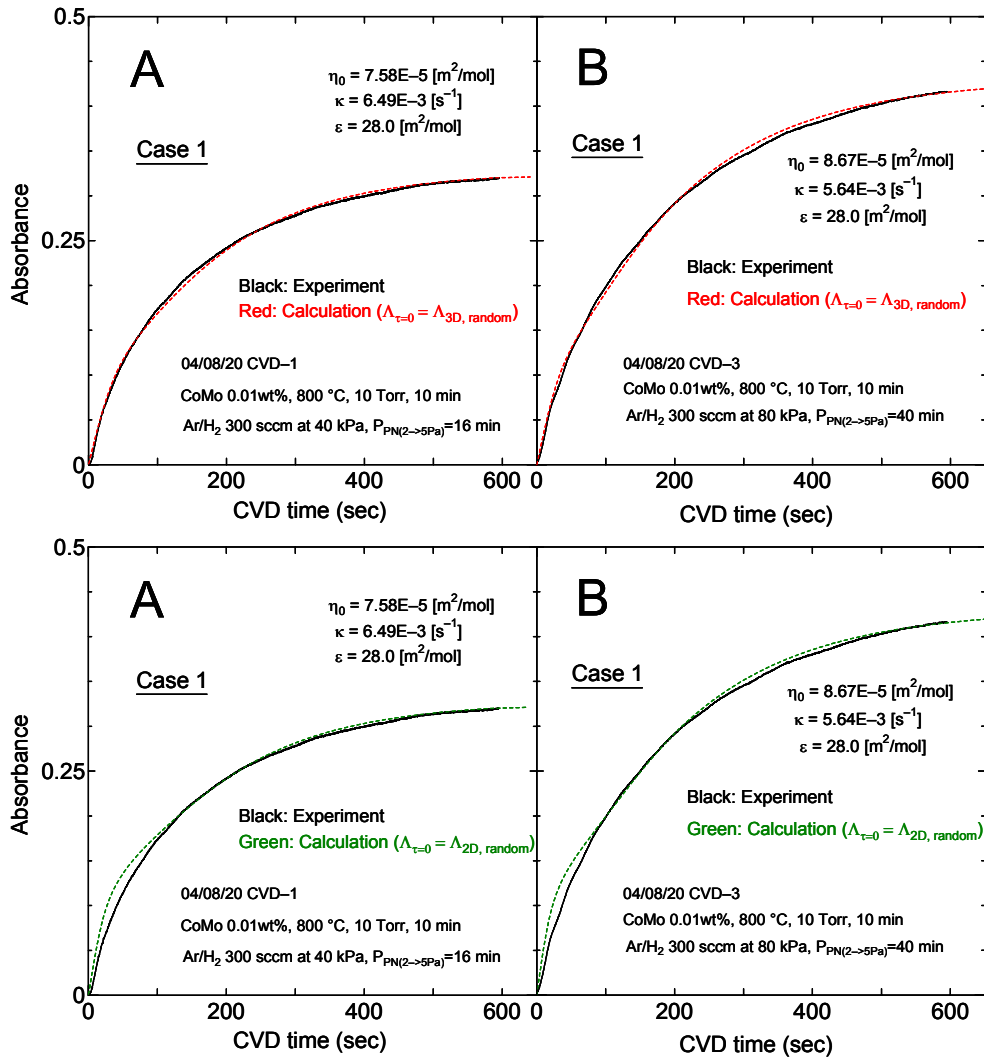 0.5
A
η₀ = 7.58E–5 [m²/mol]
κ = 6.49E–3 [s⁻¹]
ε = 28.0 [m²/mol]
Case 1
0.25
Absorbance
Black: Experiment
Red: Calculation (Λτ=0 = Λ3D, random)
04/08/20 CVD–1
CoMo 0.01wt%, 800 °C, 10 Torr, 10 min
Ar/H₂ 300 sccm at 40 kPa, PPN(2–>5Pa)=16 min
0
0 200 400 600
CVD time (sec)
B
Case 1
η₀ = 8.67E–5 [m²/mol]
κ = 5.64E–3 [s⁻¹]
ε = 28.0 [m²/mol]
Black: Experiment
Red: Calculation (Λτ=0 = Λ3D, random)
04/08/20 CVD–3
CoMo 0.01wt%, 800 °C, 10 Torr, 10 min
Ar/H₂ 300 sccm at 80 kPa, PPN(2–>5Pa)=40 min
0 200 400 600
CVD time (sec)
0.5
A
η₀ = 7.58E–5 [m²/mol]
κ = 6.49E–3 [s⁻¹]
ε = 28.0 [m²/mol]
Case 1
0.25
Absorbance
Black: Experiment
Green: Calculation (Λτ=0 = Λ2D, random)
04/08/20 CVD–1
CoMo 0.01wt%, 800 °C, 10 Torr, 10 min
Ar/H₂ 300 sccm at 40 kPa, PPN(2–>5Pa)=16 min
0
0 200 400 600
CVD time (sec)
B
Case 1
η₀ = 8.67E–5 [m²/mol]
κ = 5.64E–3 [s⁻¹]
ε = 28.0 [m²/mol]
Black: Experiment
Green: Calculation (Λτ=0 = Λ2D, random)
04/08/20 CVD–3
CoMo 0.01wt%, 800 °C, 10 Torr, 10 min
Ar/H₂ 300 sccm at 80 kPa, PPN(2–>5Pa)=40 min
0 200 400 600
CVD time (sec)